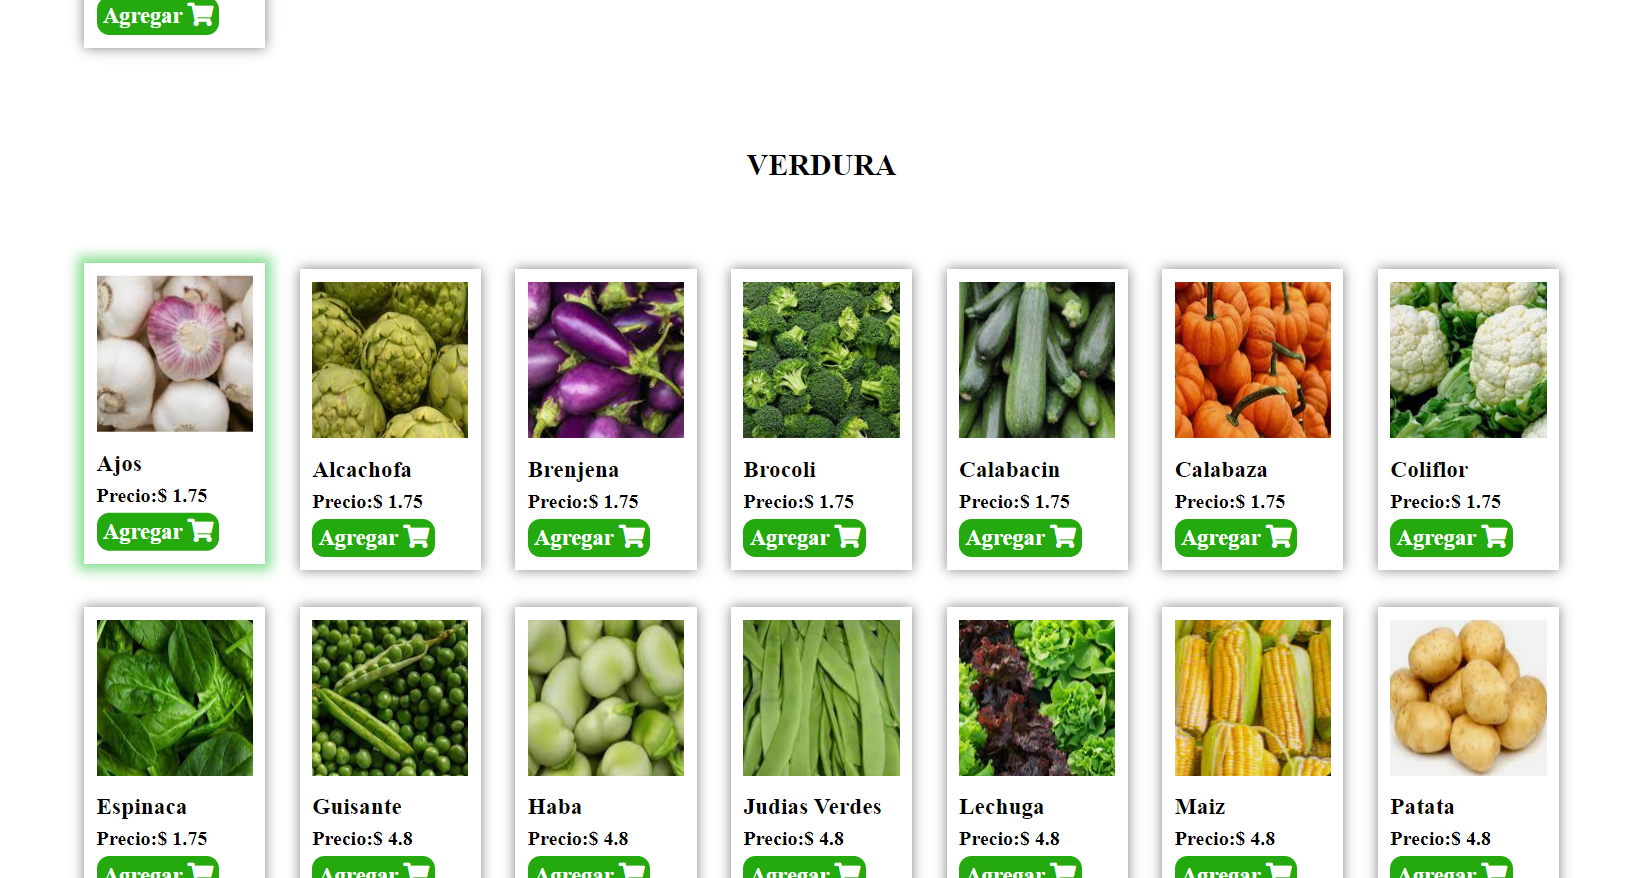 Agregar
VERDURA
Ajos
Precio:$ 1.75
Agregar
Alcachofa
Precio:$ 1.75
Agregar
Brenjena
Precio:$ 1.75
Agregar
Brocoli
Precio:$ 1.75
Agregar
Calabacin
Precio:$ 1.75
Agregar
Calabaza
Precio:$ 1.75
Agregar
Coliflor
Precio:$ 1.75
Agregar
Espinaca
Precio:$ 1.75
Agregar
Guisante
Precio:$ 4.8
Agregar
Haba
Precio:$ 4.8
Agregar
Judias Verdes
Precio:$ 4.8
Agregar
Lechuga
Precio:$ 4.8
Agregar
Maiz
Precio:$ 4.8
Agregar
Patata
Precio:$ 4.8
Agregar